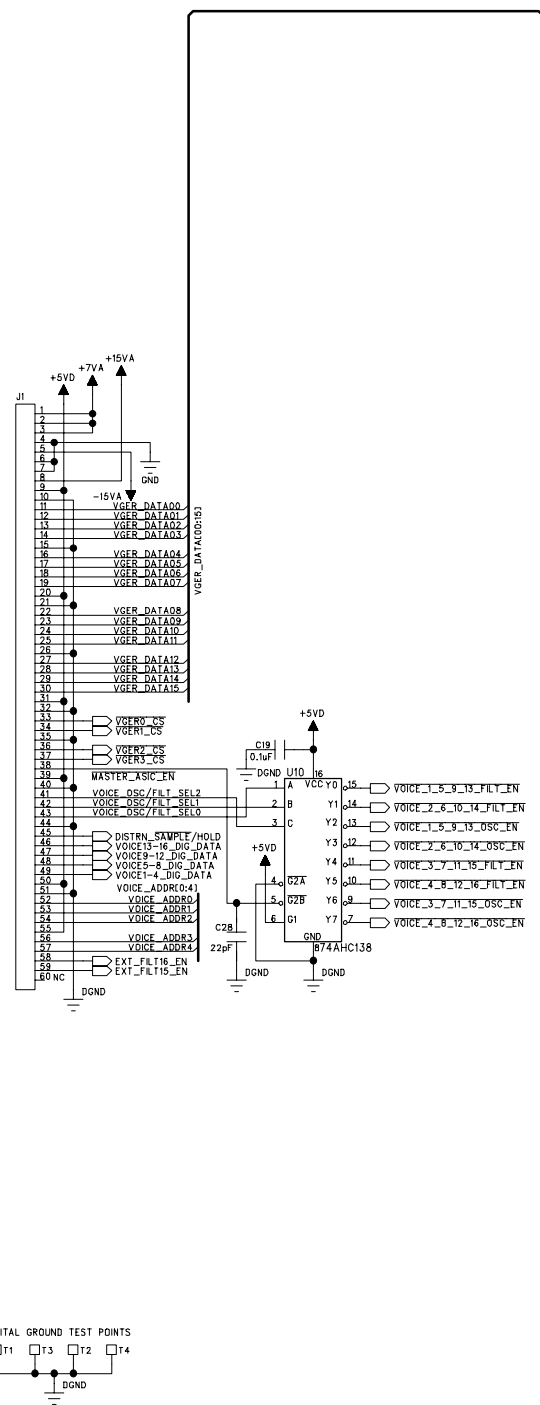 +15VA
+7VA
+5VD
J1
1
2
3
4
5
6
7
8
9
10
GND
-15VA
11 VGER_DATA00
12 VGER_DATA01
13 VGER_DATA02
14 VGER_DATA03
15
16 VGER_DATA04
17 VGER_DATA05
18 VGER_DATA06
19 VGER_DATA07
20
21
22 VGER_DATA08
23 VGER_DATA09
24 VGER_DATA10
25 VGER_DATA11
26
27 VGER_DATA12
28 VGER_DATA13
29 VGER_DATA14
30 VGER_DATA15
VGER_DATA[00:15]
31
32
33 VGER0_CS
34 VGER1_CS
35
36 VGER2_CS
37 VGER3_CS
38
39 MASTER_ASIC_EN
40
41 VOICE_OSC/FILT_SEL2
42 VOICE_OSC/FILT_SEL1
43 VOICE_OSC/FILT_SEL0
44
45 DISTRN_SAMPLE/HOLD
46 VOICE13-16_DIG_DATA
47 VOICE9-12_DIG_DATA
48 VOICE5-8_DIG_DATA
49 VOICE1-4_DIG_DATA
50
51 VOICE_ADDR[0:4]
52 VOICE_ADDR0
53 VOICE_ADDR1
54 VOICE_ADDR2
55
56 VOICE_ADDR3
57 VOICE_ADDR4
58 EXT_FILT16_EN
59 EXT_FILT15_EN
60 NC
DGND
+5VD
C19
0.1uF
DGND
U10
16
VCC
1 A
2 B
3 C
+5VD
4 G2A
5 G2B
6 G1
GND
8
74AHC138
C28
22pF
DGND
DGND
Y0 15 VOICE_1_5_9_13_FILT_EN
Y1 14 VOICE_2_6_10_14_FILT_EN
Y2 13 VOICE_1_5_9_13_OSC_EN
Y3 12 VOICE_2_6_10_14_OSC_EN
Y4 11 VOICE_3_7_11_15_FILT_EN
Y5 10 VOICE_4_8_12_16_FILT_EN
Y6 9 VOICE_3_7_11_15_OSC_EN
Y7 7 VOICE_4_8_12_16_OSC_EN
ITAL GROUND TEST POINTS
T1 T3 T2 T4
DGND